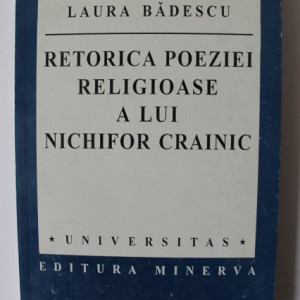 LAURA BĂDESCU
RETORICA POEZIEI
RELIGIOASE
A LUI
NICHIFOR CRAINIC
* UNIVERSITAS *
EDITURA MINERVA